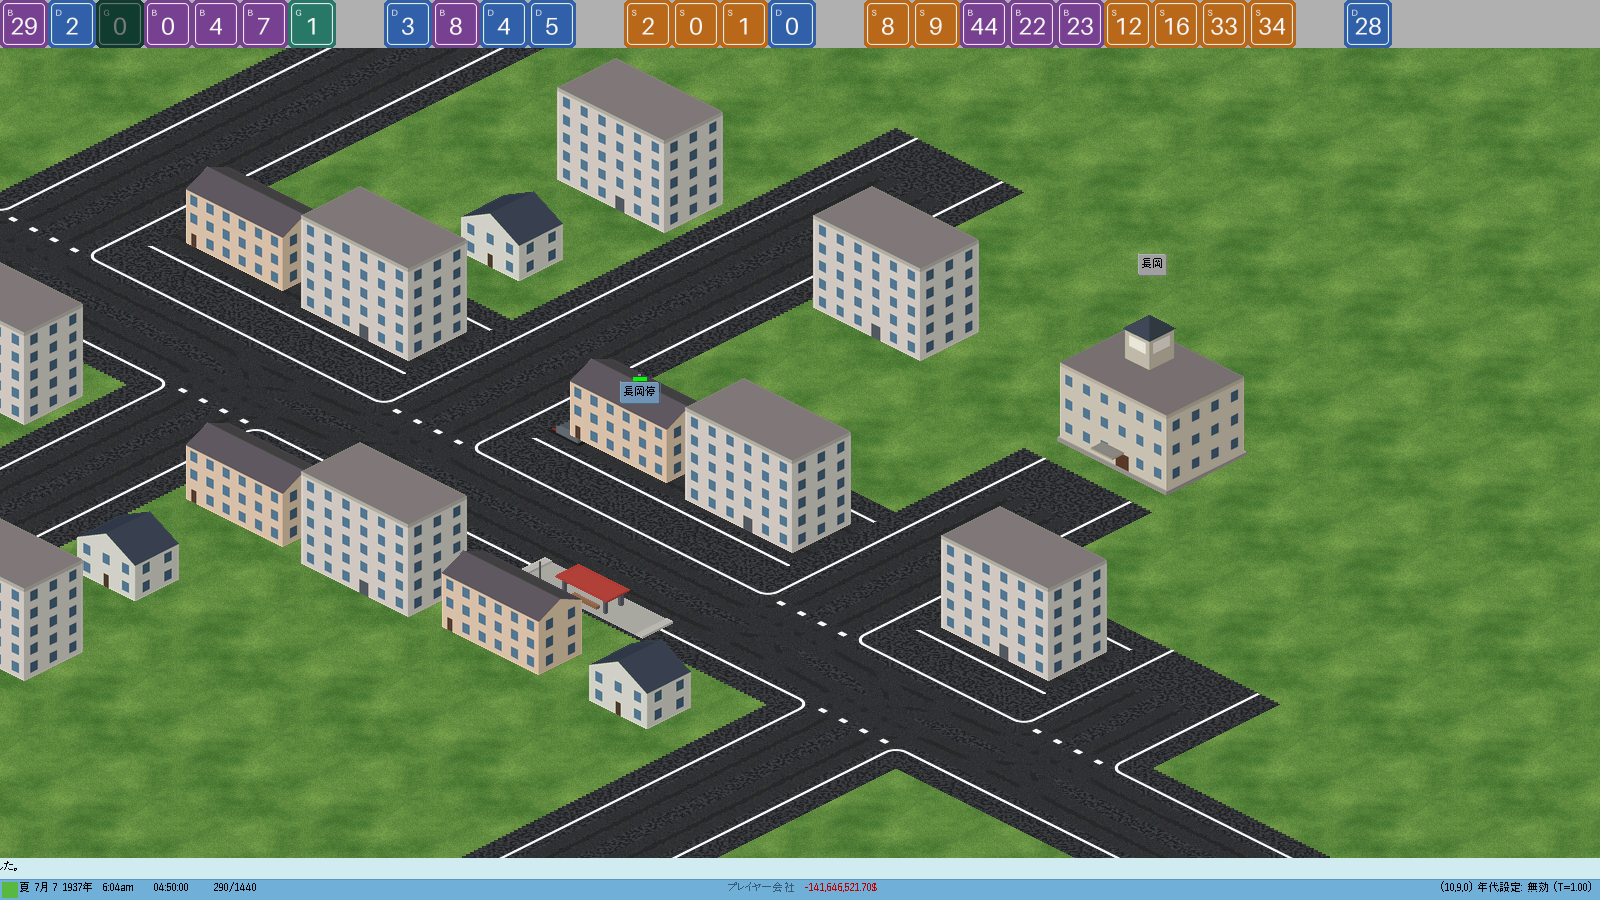 B 29 D 2 G 0 B 0 B 4 B 7 G 1 D 3 B 8 D 4 D 5 S 2 S 0 S 1 D 0 S 8 S 9 B 44 B 22 B 23 S 12 S 16 S 33 S 34 D 28
長岡
長岡停
した。
夏 7月 7 1937年 6:04am 04:50:00 290/1440 プレイヤー会社 -141,646,521.70$ (10,9,0) 年代設定: 無効 (T=1.00)